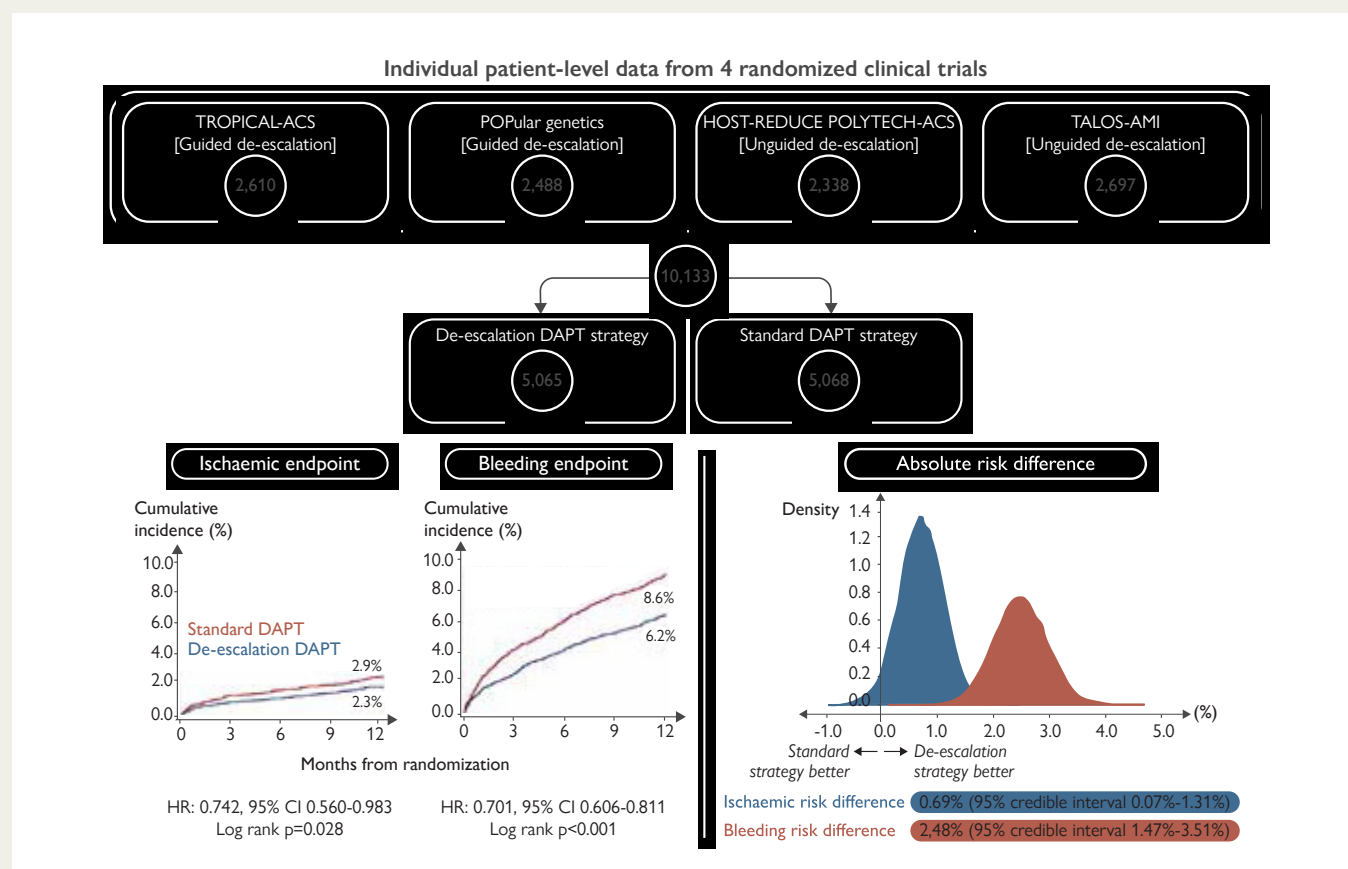 Individual patient-level data from 4 randomized clinical trials
TROPICAL-ACS
[Guided de-escalation]
2,610
POPular genetics
[Guided de-escalation]
2,488
HOST-REDUCE POLYTECH-ACS
[Unguided de-escalation]
2,338
TALOS-AMI
[Unguided de-escalation]
2,697
10,133
De-escalation DAPT strategy
5,065
Standard DAPT strategy
5,068
Ischaemic endpoint
Cumulative
incidence (%)
10.0
8.0
6.0
4.0
2.0
0.0
Standard DAPT
De-escalation DAPT
2.9%
2.3%
0 3 6 9 12
Bleeding endpoint
Cumulative
incidence (%)
10.0
8.0
6.0
4.0
2.0
0.0
8.6%
6.2%
0 3 6 9 12
Months from randomization
HR: 0.742, 95% CI 0.560-0.983
Log rank p=0.028
HR: 0.701, 95% CI 0.606-0.811
Log rank p<0.001
Absolute risk difference
Density
1.4
1.2
1.0
0.8
0.6
0.4
0.2
0.0
-1.0 0.0 1.0 2.0 3.0 4.0 5.0
(%)
Standard
strategy better
De-escalation
strategy better
Ischaemic risk difference 0.69% (95% credible interval 0.07%-1.31%)
Bleeding risk difference 2,48% (95% credible interval 1.47%-3.51%)